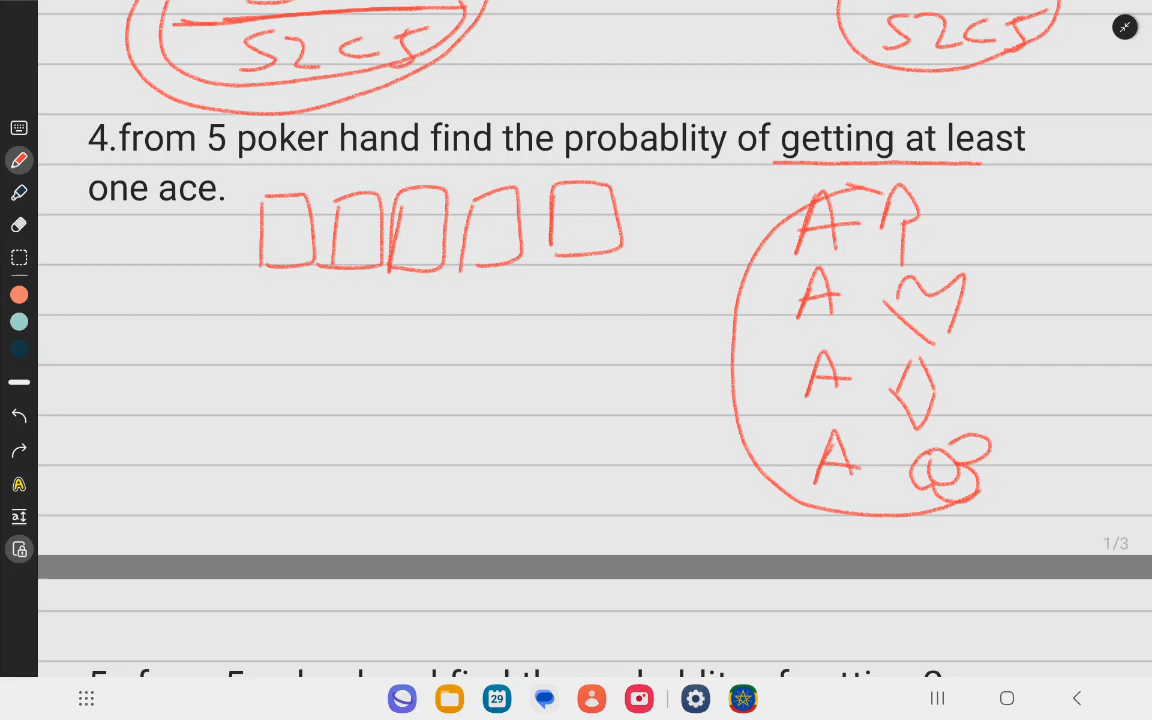 52C5 52C5
4.from 5 poker hand find the probablity of getting at least
one ace.
A
A
A
A
1/3
29